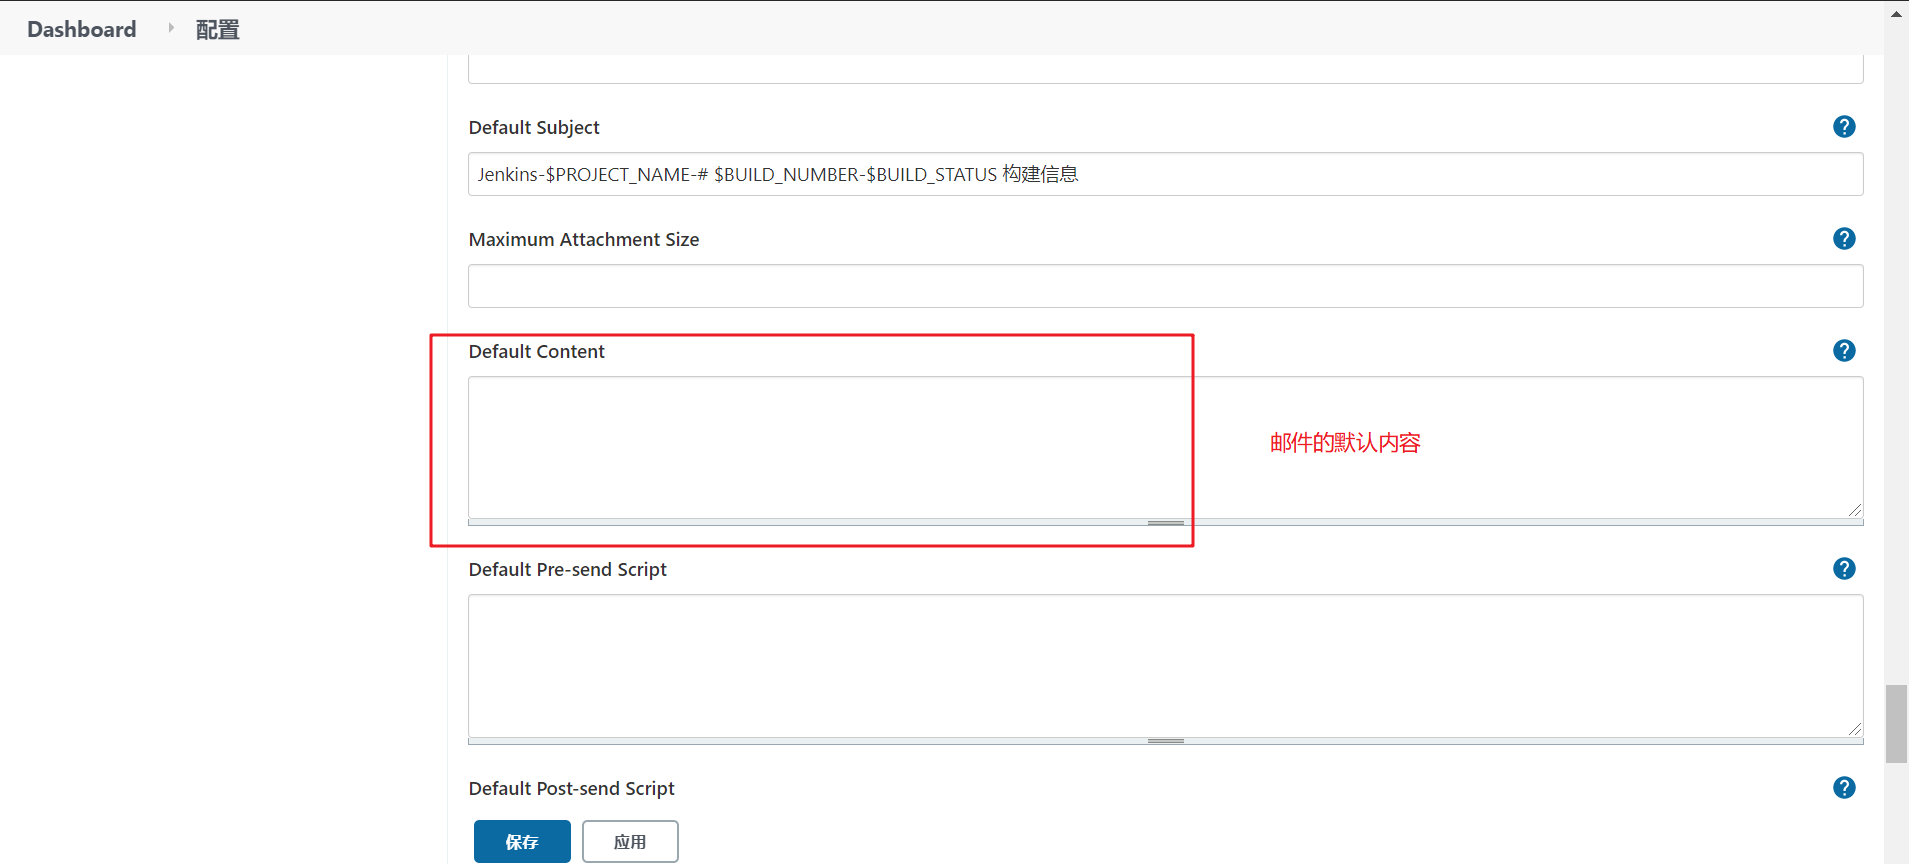 Dashboard 配置
Default Subject
Jenkins-$PROJECT_NAME-# $BUILD_NUMBER-$BUILD_STATUS 构建信息
Maximum Attachment Size
Default Content
邮件的默认内容
Default Pre-send Script
Default Post-send Script
保存 应用